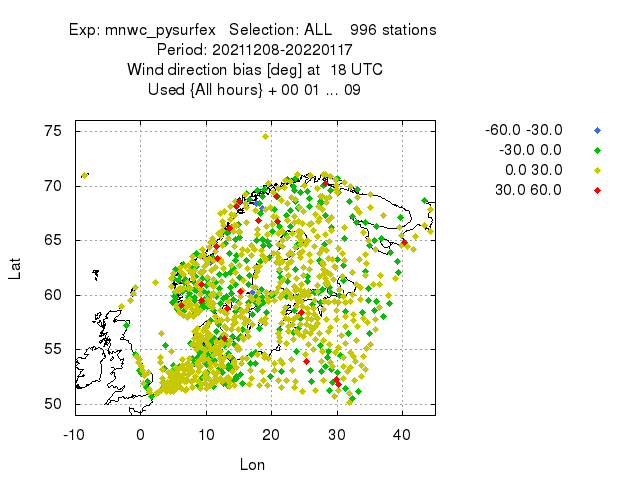 Exp: mnwc_pysurfex   Selection: ALL    996 stations
Period: 20211208-20220117
Wind direction bias [deg] at  18 UTC
Used {All hours} + 00 01 ... 09
-60.0 -30.0
-30.0 0.0
0.0 30.0
30.0 60.0
75
70
65
60
55
50
Lat
-10 0 10 20 30 40
Lon